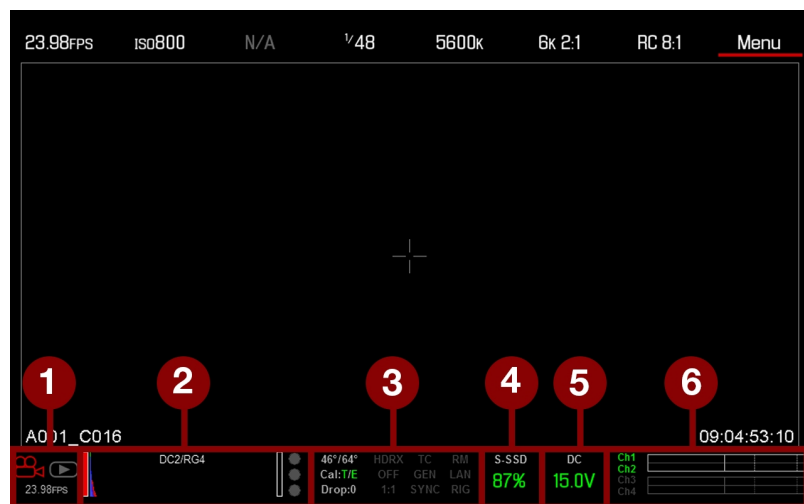 23.98FPS ISO800 N/A 1/48 5600K 6K 2:1 RC 8:1 Menu
1 2 3 4 5 6
A001_C016 09:04:53:10
DC2/RG4 46°/64° HDRX TC RM S-SSD DC Ch1
Cal:T/E OFF GEN LAN 87% 15.0V Ch2
23.98FPS Drop:0 1:1 SYNC RIG Ch3
Ch4